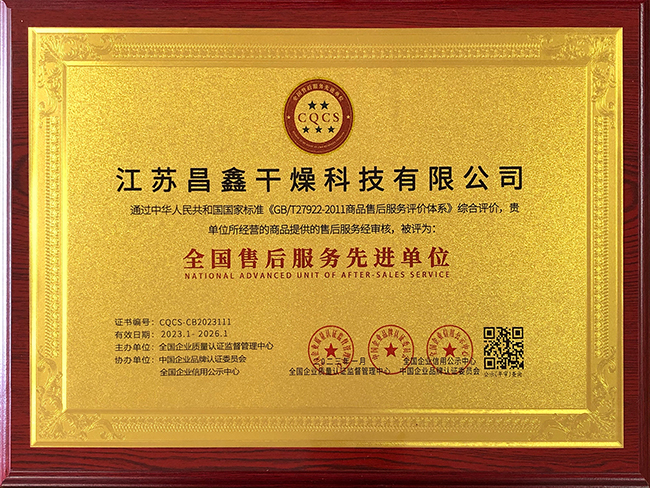 全国售后服务先进单位
CQCS
江苏昌鑫干燥科技有限公司
通过中华人民共和国国家标准《GB/T27922-2011商品售后服务评价体系》综合评价，贵
单位所经营的商品提供的售后服务经审核，被评为：
全国售后服务先进单位
NATIONAL ADVANCED UNIT OF AFTER-SALES SERVICE
证书编号：CQCS-CB2023111
有效日期：2023.1- 2026.1
主办单位：全国企业质量认证监督管理中心
协办单位：中国企业品牌认证委员会
全国企业信用公示中心
二三年一月
全国企业信用公示中心
全国企业质量认证监督管理中心 中国企业品牌认证委员会